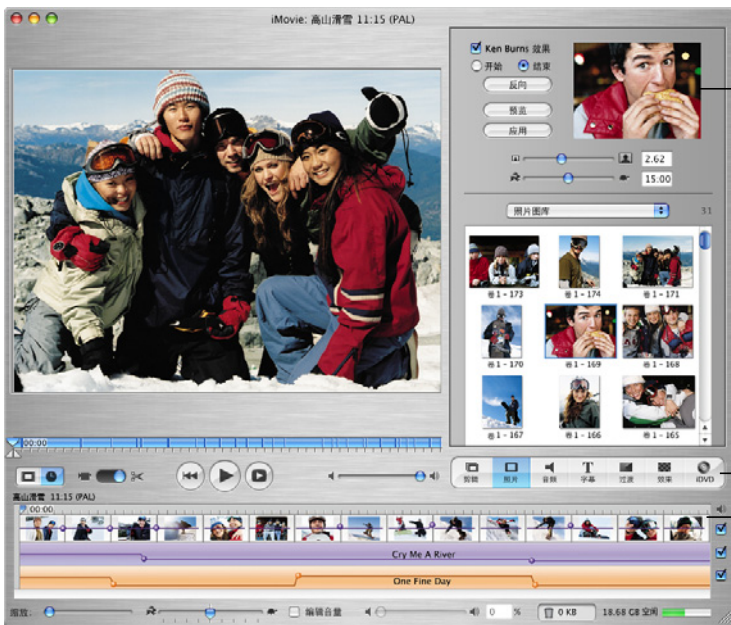 iMovie: 高山滑雪 11:15 (PAL)
Ken Burns 效果
开始 结束
反向
预览
应用
2.62
15.00
照片图库 31
卷1 - 173 卷1 - 174 卷1 - 171
卷1 - 170 卷1 - 169 卷1 - 168
卷1 - 167 卷1 - 166 卷1 - 165
00:00
剪辑 照片 音频 字幕 过渡 效果 iDVD
高山滑雪 11:15 (PAL)
00:00
Cry Me A River
One Fine Day
缩放: 编辑音量 0 % 0 KB 18.68 GB 空间